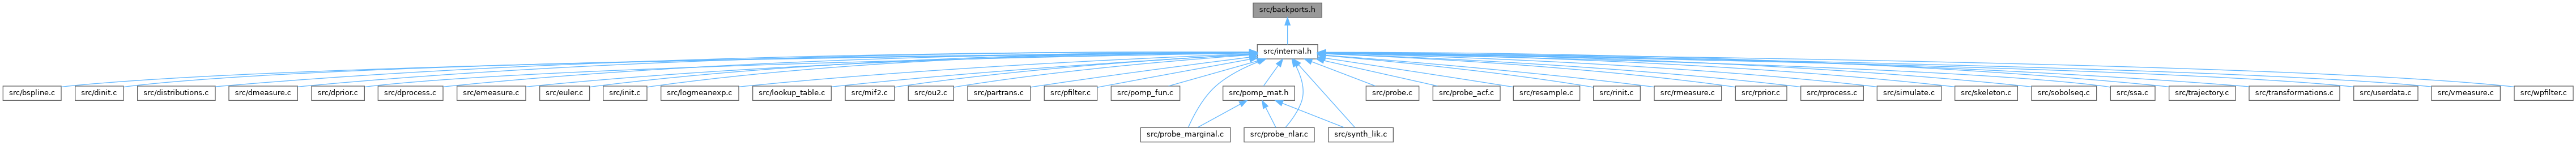 src/backports.h
src/internal.h
src/bspline.c
src/dinit.c
src/distributions.c
src/dmeasure.c
src/dprior.c
src/dprocess.c
src/emeasure.c
src/euler.c
src/init.c
src/logmeanexp.c
src/lookup_table.c
src/mif2.c
src/ou2.c
src/partrans.c
src/pfilter.c
src/pomp_fun.c
src/pomp_mat.h
src/probe.c
src/probe_acf.c
src/resample.c
src/rinit.c
src/rmeasure.c
src/rprior.c
src/rprocess.c
src/simulate.c
src/skeleton.c
src/sobolseq.c
src/ssa.c
src/trajectory.c
src/transformations.c
src/userdata.c
src/vmeasure.c
src/wpfilter.c
src/probe_marginal.c
src/probe_nlar.c
src/synth_lik.c